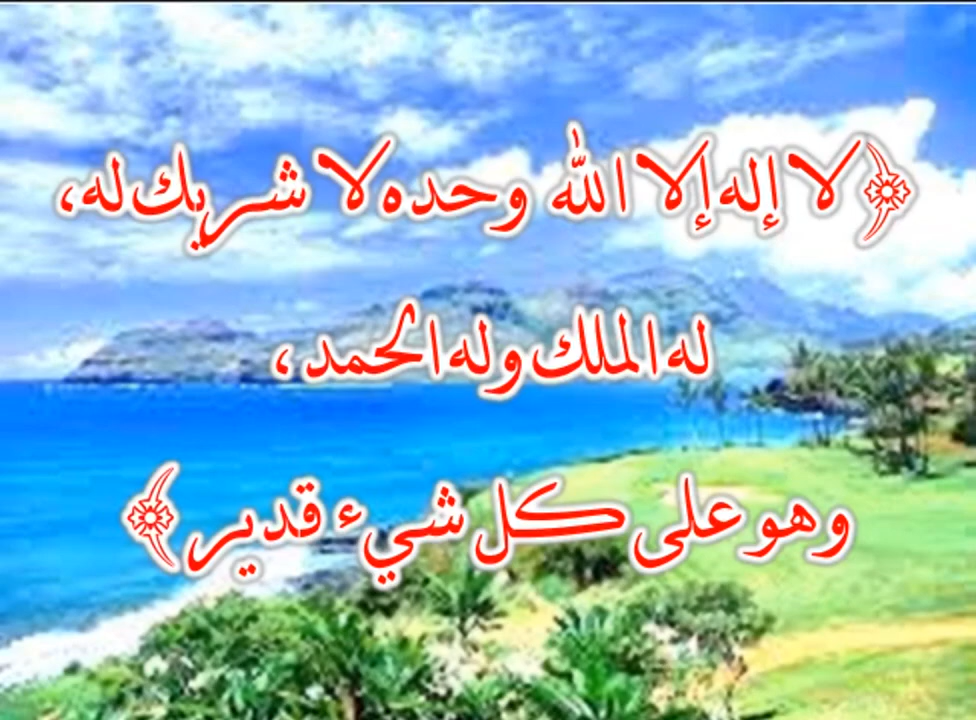 ﴿لا إله إلا الله وحده لا شريك له،
له الملك وله الحمد،
وهو على كل شيء قدير﴾